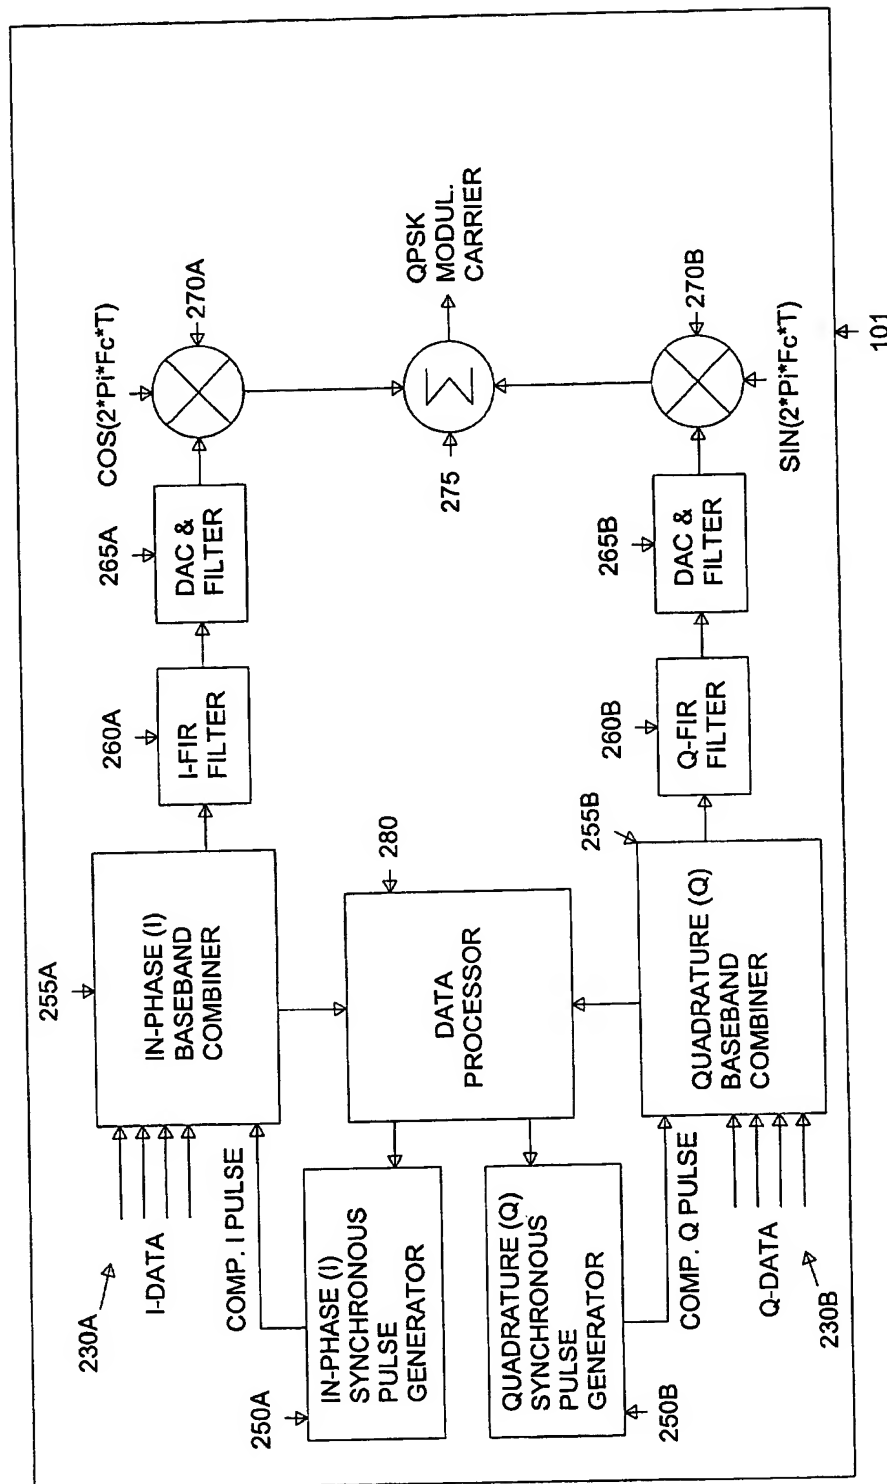 230A
I-DATA
COMP. I PULSE
250A
IN-PHASE (I)
SYNCHRONOUS
PULSE
GENERATOR
255A
IN-PHASE (I)
BASEBAND
COMBINER
260A
I-FIR
FILTER
265A
DAC &
FILTER
COS(2*Pi*Fc*T)
270A
280
DATA
PROCESSOR
275
Σ
QPSK
MODUL.
CARRIER
QUADRATURE (Q)
SYNCHRONOUS
PULSE
GENERATOR
250B
COMP. Q PULSE
Q-DATA
230B
255B
QUADRATURE (Q)
BASEBAND
COMBINER
260B
Q-FIR
FILTER
265B
DAC &
FILTER
270B
SIN(2*Pi*Fc*T)
101